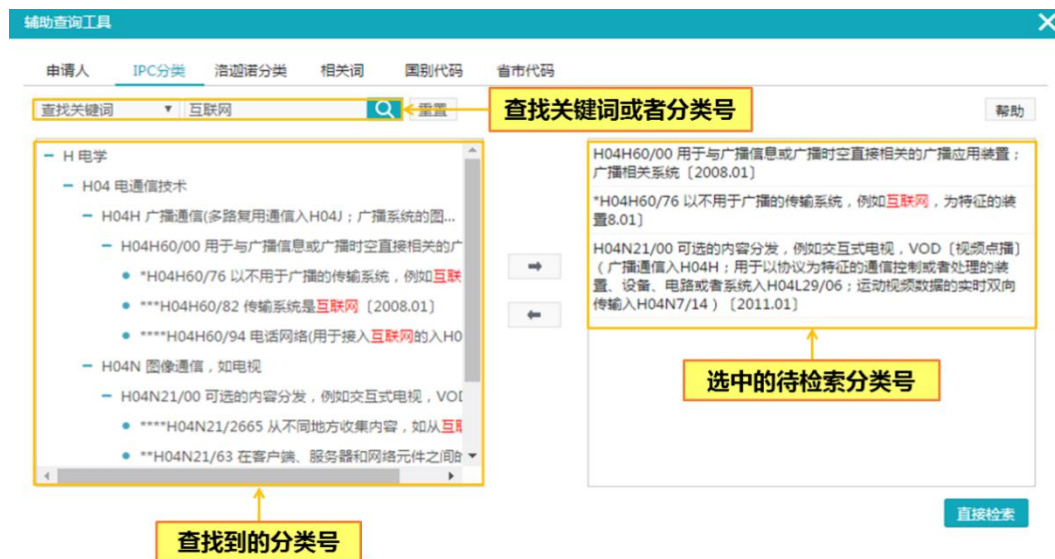 辅助查询工具
申请人 IPC分类 洛迦诺分类 相关词 国别代码 省市代码
查找关键词 互联网 重置 查找关键词或者分类号 帮助
H 电学
H04 电通信技术
H04H 广播通信(多路复用通信入H04J；广播系统的图...
H04H60/00 用于与广播信息或广播时空直接相关的广
*H04H60/76 以不用于广播的传输系统，例如互联
***H04H60/82 传输系统是互联网〔2008.01〕
****H04H60/94 电话网络(用于接入互联网的入H0
H04N 图像通信，如电视
H04N21/00 可选的内容分发，例如交互式电视，VOD
****H04N21/2665 从不同地方收集内容，如从互联
**H04N21/63 在客户端、服务器和网络元件之间的
H04H60/00 用于与广播信息或广播时空直接相关的广播应用装置；
广播相关系统〔2008.01〕
*H04H60/76 以不用于广播的传输系统，例如互联网，为特征的装
置8.01〕
H04N21/00 可选的内容分发，例如交互式电视，VOD〔视频点播〕
（广播通信入H04H；用于以协议为特征的通信控制或者处理的装
置、设备、电路或者系统入H04L29/06；运动视频数据的实时双向
传输入H04N7/14）〔2011.01〕
选中的待检索分类号
直接检索
查找到的分类号